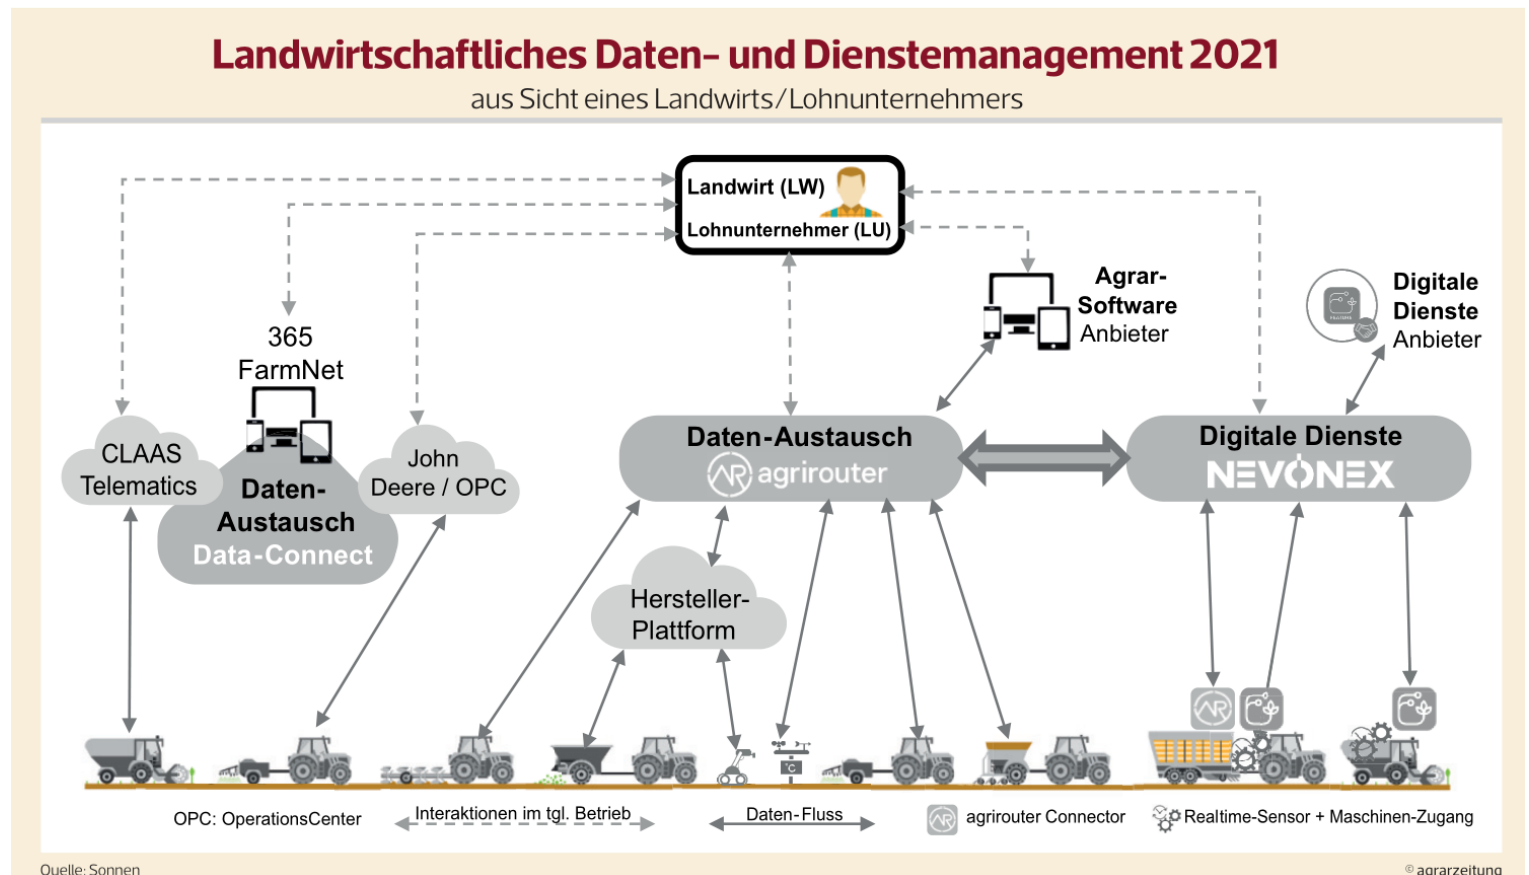 Landwirtschaftliches Daten- und Dienstemanagement 2021
aus Sicht eines Landwirts/Lohnunternehmers
Landwirt (LW)
Lohnunternehmer (LU)
Agrar-
Software
Anbieter
Digitale
Dienste
Anbieter
365
FarmNet
CLAAS
Telematics
John
Deere / OPC
Daten-
Austausch
Data-Connect
Daten-Austausch
agrirouter
Digitale Dienste
NEVONEX
Hersteller-
Plattform
°C
OPC: OperationsCenter
Interaktionen im tgl. Betrieb
Daten-Fluss
agrirouter Connector
Realtime-Sensor + Maschinen-Zugang
Quelle: Sonnen
© agrarzeitung